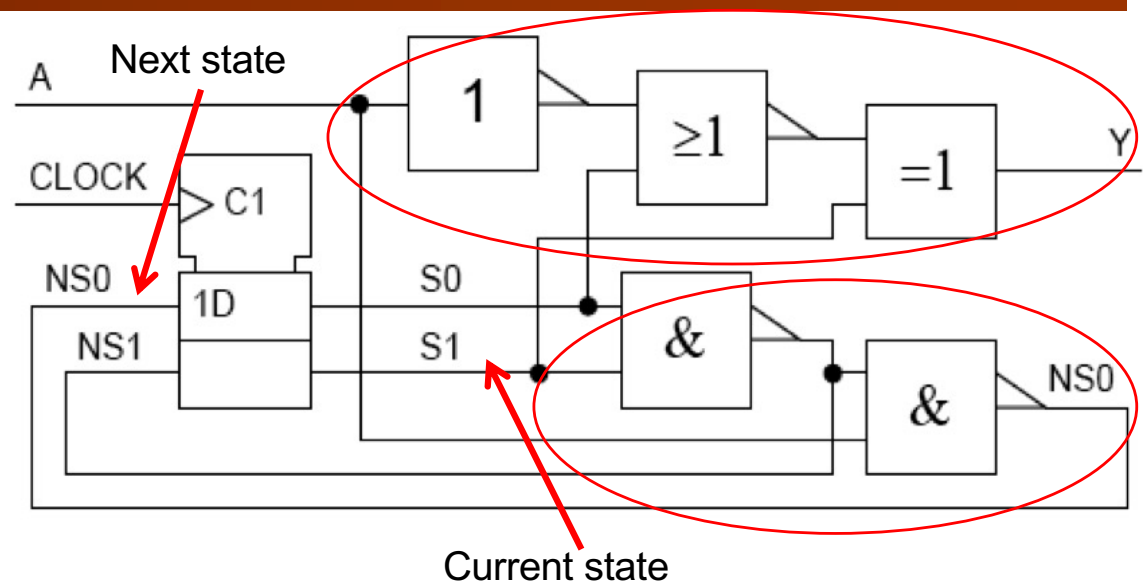 Next state
A
1
≥1
=1
Y
CLOCK
C1
NS0
1D
S0
&
NS1
S1
&
NS0
Current state